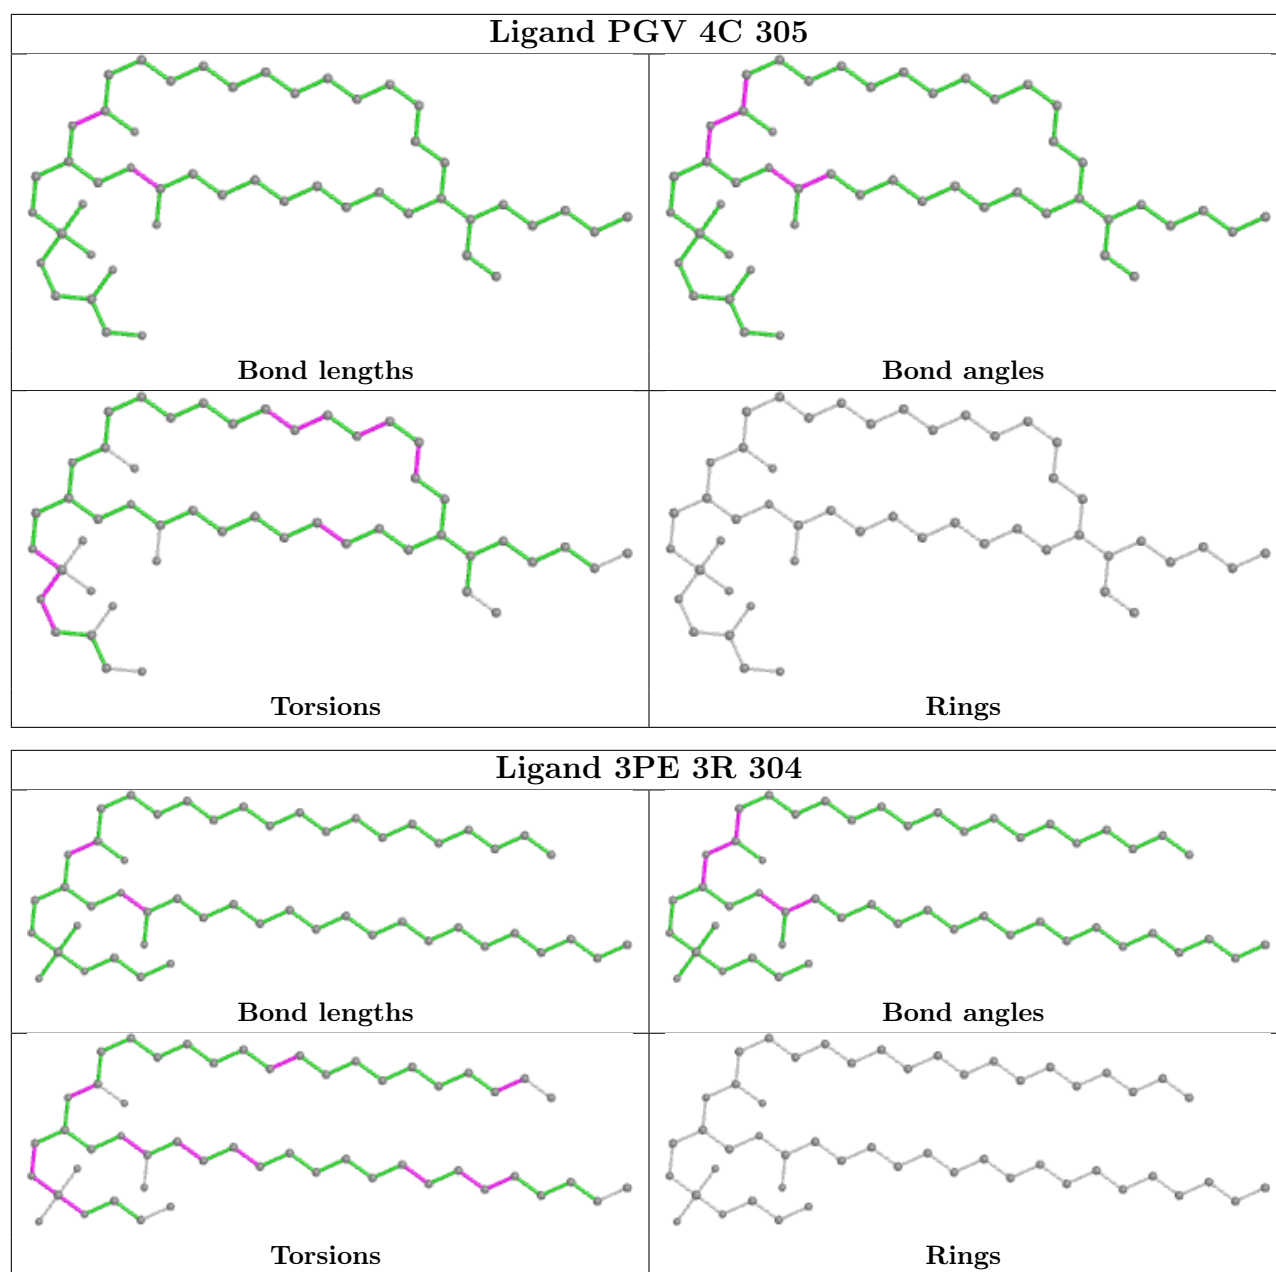 Ligand PGV 4C 305
Bond lengths
Bond angles
Torsions
Rings
Ligand 3PE 3R 304
Bond lengths
Bond angles
Torsions
Rings